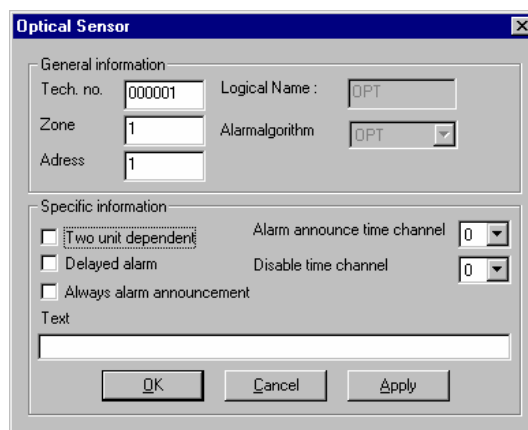 Optical Sensor
General information
Tech. no. 000001 Logical Name : OPT
Zone 1 Alarmalgorithm OPT
Adress 1
Specific information
Two unit dependent Alarm announce time channel 0
Delayed alarm Disable time channel 0
Always alarm announcement
Text
OK Cancel Apply